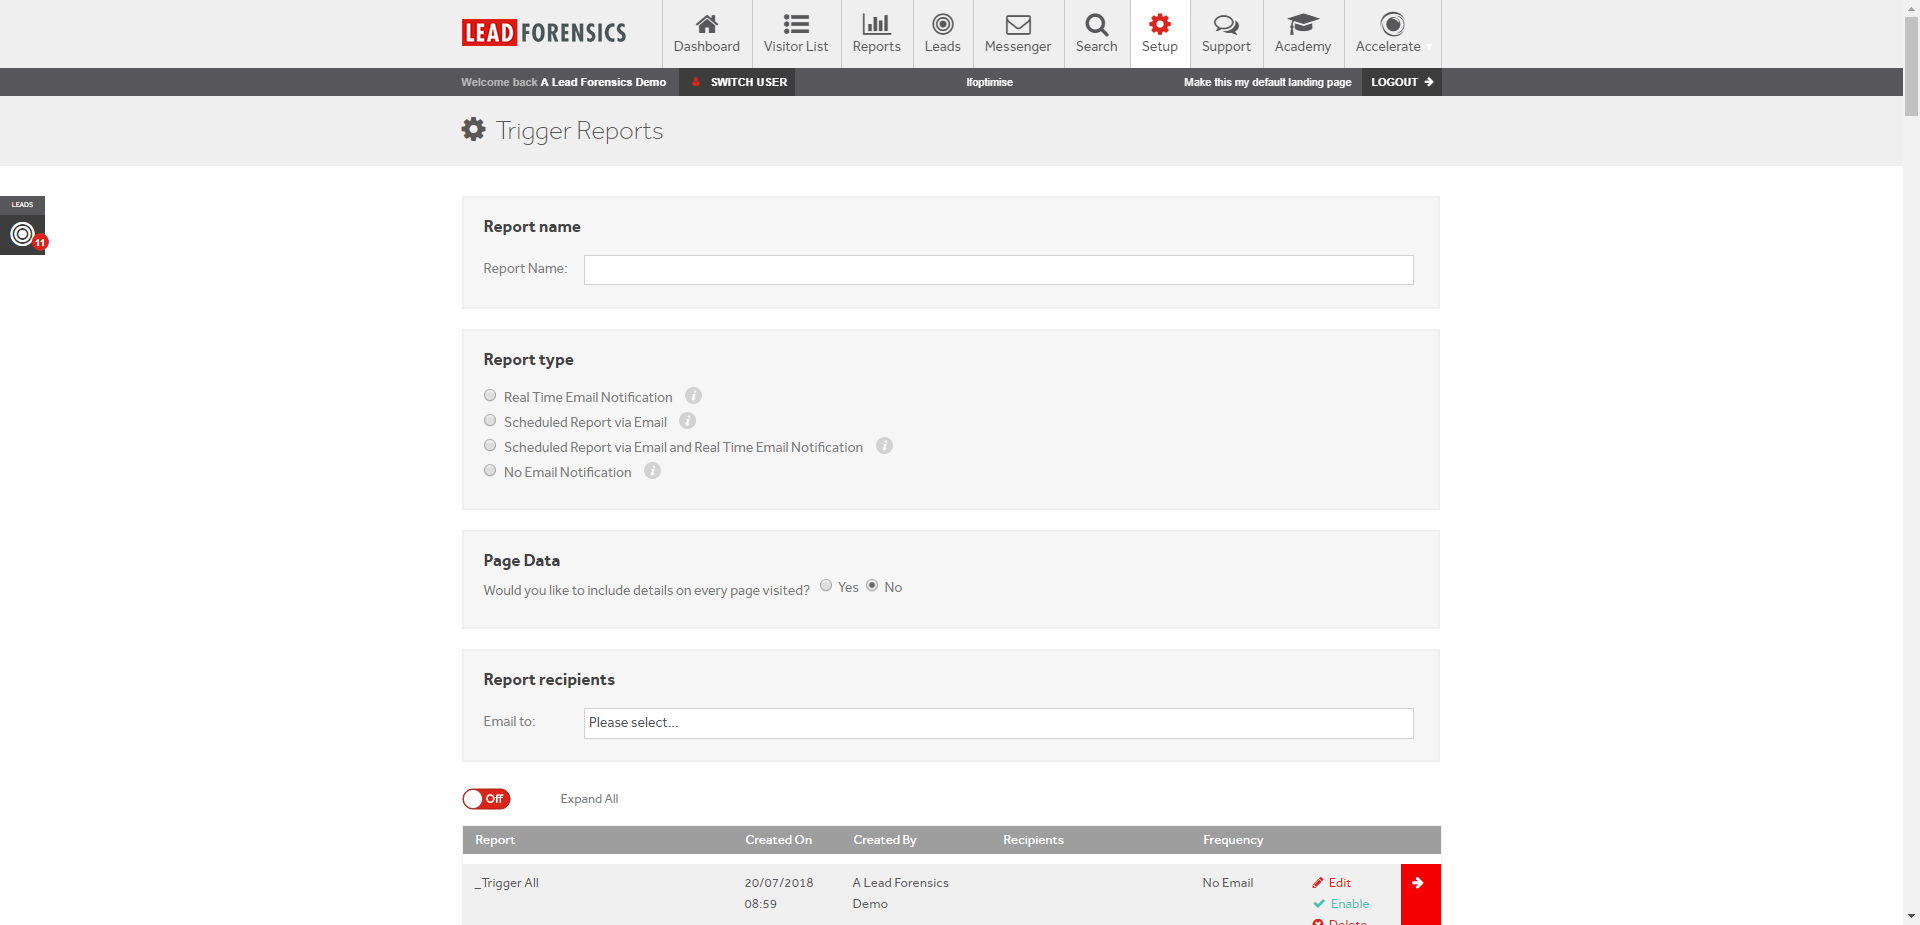 LEAD FORENSICS
Dashboard
Visitor List
Reports
Leads
Messenger
Search
Setup
Support
Academy
Accelerate
Welcome back A Lead Forensics Demo
SWITCH USER
lfoptimise
Make this my default landing page
LOGOUT
Trigger Reports
LEADS
11
Report name
Report Name:
Report type
Real Time Email Notification
Scheduled Report via Email
Scheduled Report via Email and Real Time Email Notification
No Email Notification
Page Data
Would you like to include details on every page visited? Yes No
Report recipients
Email to: Please select...
Off Expand All
Report Created On Created By Recipients Frequency
_Trigger All 20/07/2018 A Lead Forensics No Email Edit
08:59 Demo Enable
Delete